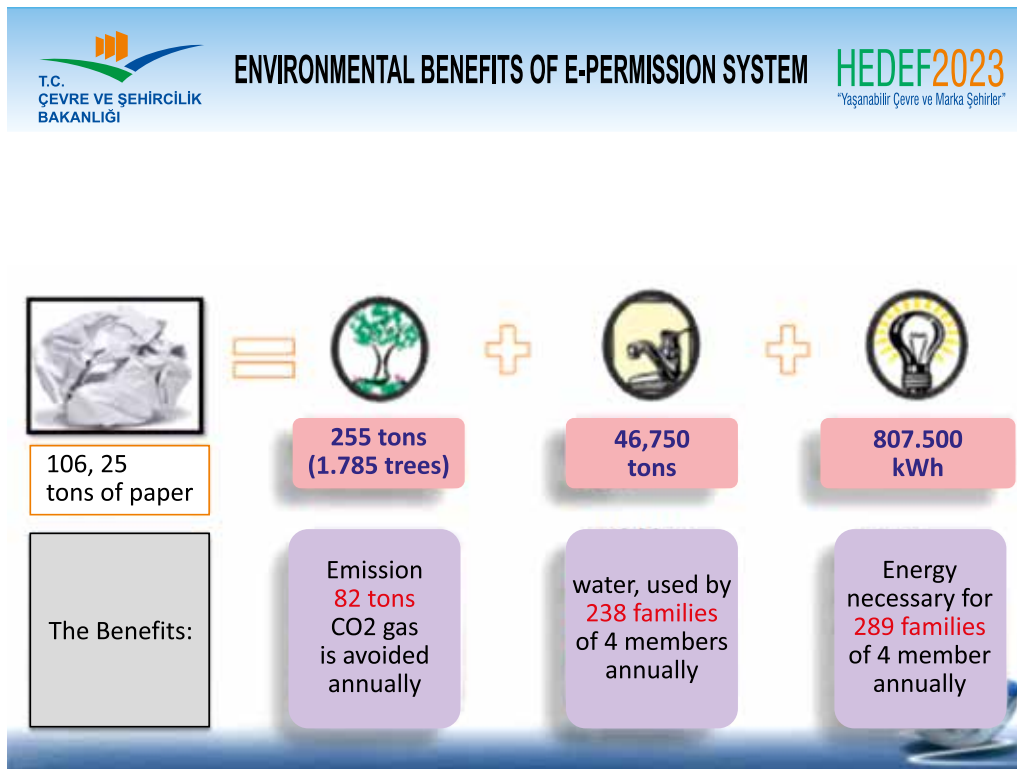 T.C.
ÇEVRE VE ŞEHİRCİLİK
BAKANLIĞI
ENVIRONMENTAL BENEFITS OF E-PERMISSION SYSTEM
HEDEF2023
“Yaşanabilir Çevre ve Marka Şehirler”
106, 25
tons of paper
255 tons
(1.785 trees)
46,750
tons
807.500
kWh
The Benefits:
Emission
82 tons
CO2 gas
is avoided
annually
water, used by
238 families
of 4 members
annually
Energy
necessary for
289 families
of 4 member
annually